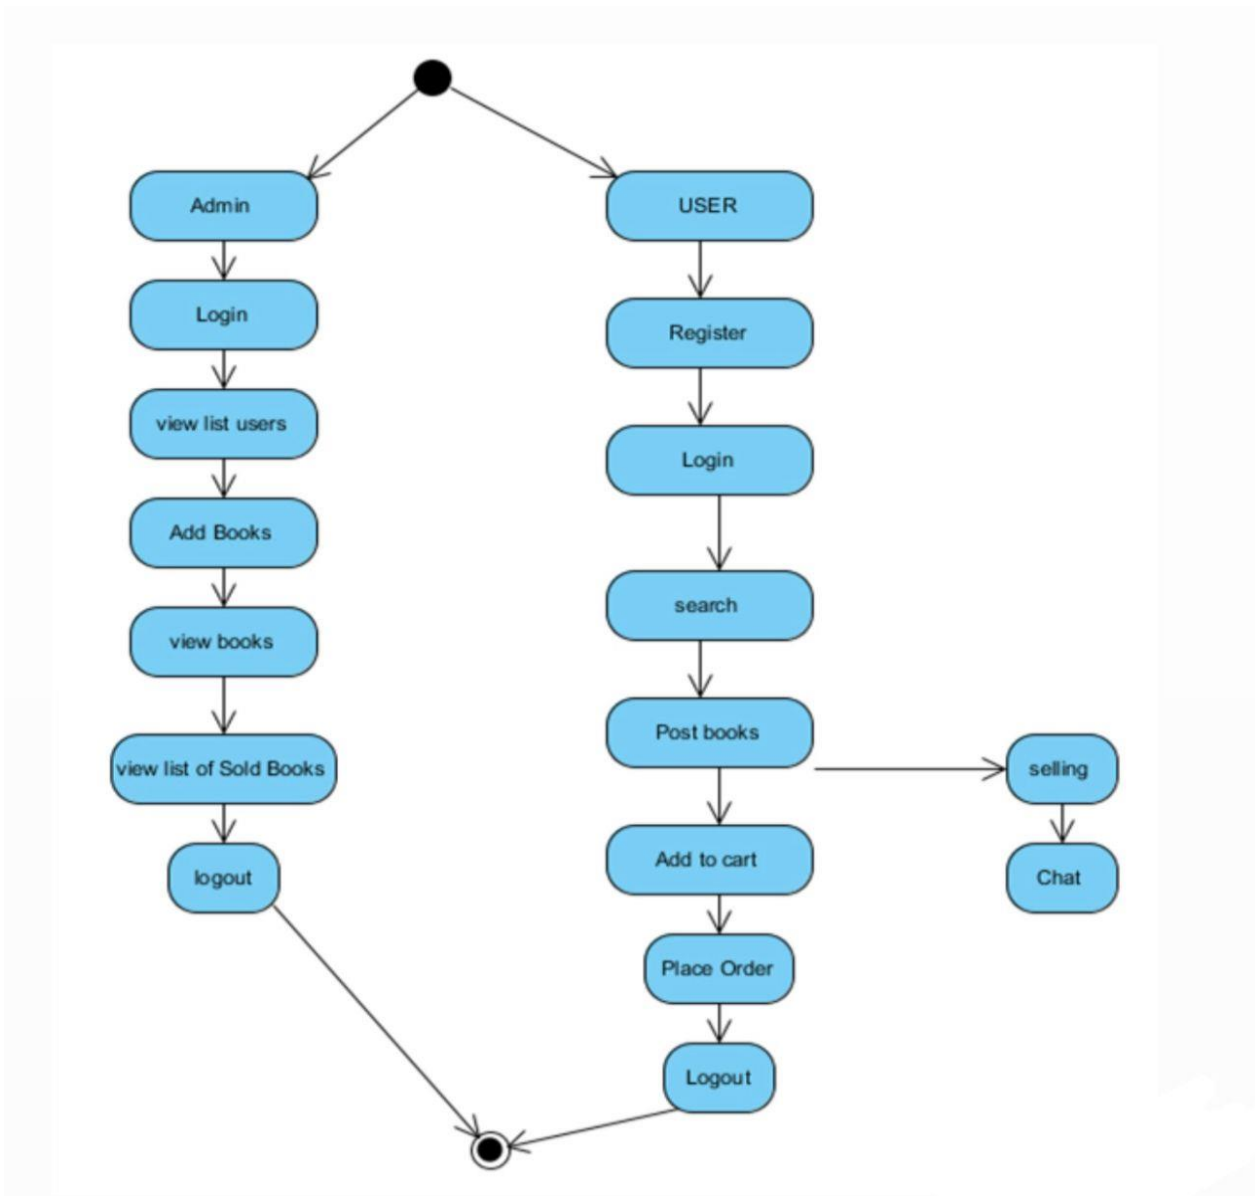 Admin
Login
view list users
Add Books
view books
view list of Sold Books
logout
USER
Register
Login
search
Post books
Add to cart
Place Order
Logout
selling
Chat